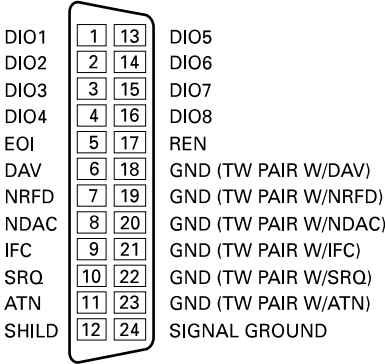 DIO1 1 13 DIO5
DIO2 2 14 DIO6
DIO3 3 15 DIO7
DIO4 4 16 DIO8
EOI 5 17 REN
DAV 6 18 GND (TW PAIR W/DAV)
NRFD 7 19 GND (TW PAIR W/NRFD)
NDAC 8 20 GND (TW PAIR W/NDAC)
IFC 9 21 GND (TW PAIR W/IFC)
SRQ 10 22 GND (TW PAIR W/SRQ)
ATN 11 23 GND (TW PAIR W/ATN)
SHILD 12 24 SIGNAL GROUND